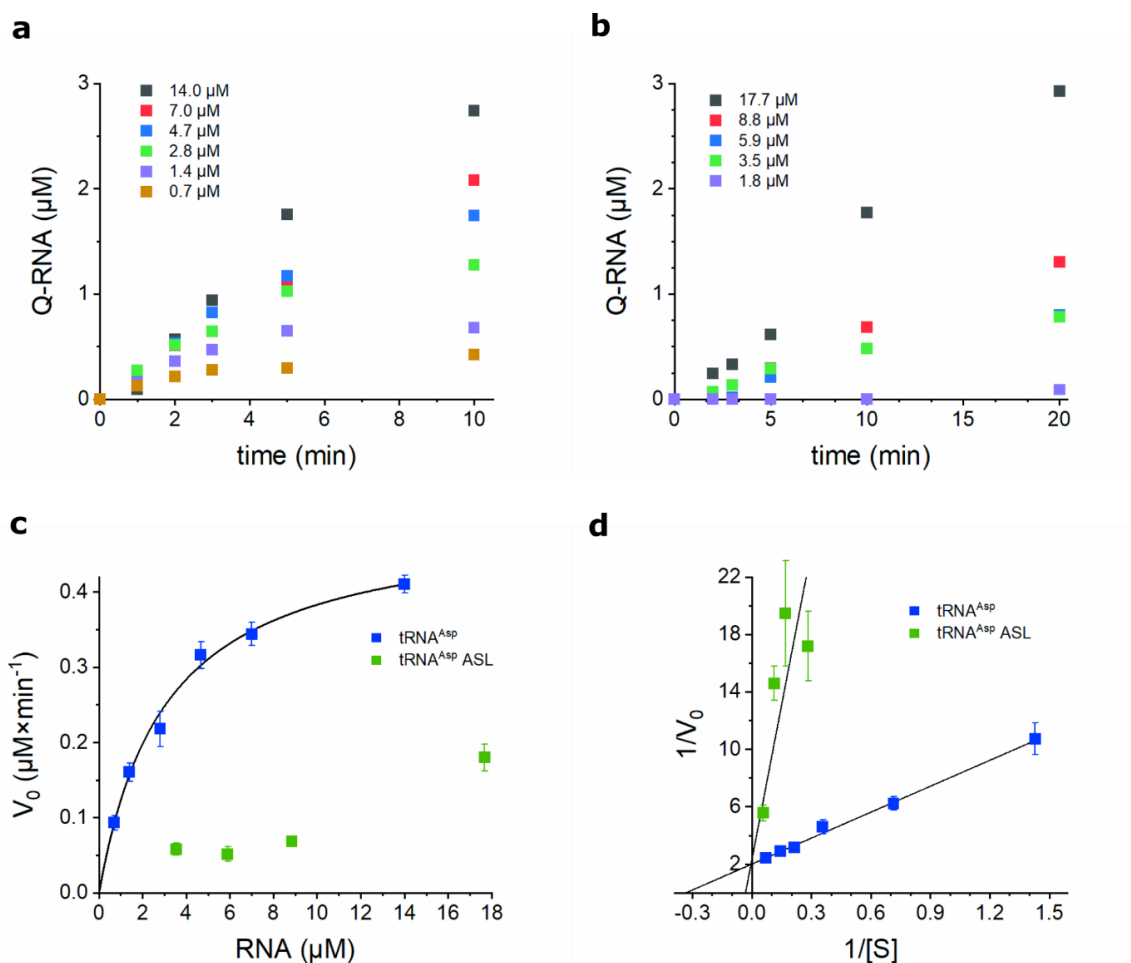 a
3
2
1
0
Q-RNA (µM)
14.0 µM
7.0 µM
4.7 µM
2.8 µM
1.4 µM
0.7 µM
0 2 4 6 8 10
time (min)
b
3
2
1
0
Q-RNA (µM)
17.7 µM
8.8 µM
5.9 µM
3.5 µM
1.8 µM
0 5 10 15 20
time (min)
c
0.4
0.3
0.2
0.1
0.0
V0 (µM×min-1)
tRNAAsp
tRNAAsp ASL
0 2 4 6 8 10 12 14 16 18
RNA (µM)
d
22
18
14
10
6
2
1/V0
tRNAAsp
tRNAAsp ASL
-0.3 0.0 0.3 0.6 0.9 1.2 1.5
1/[S]